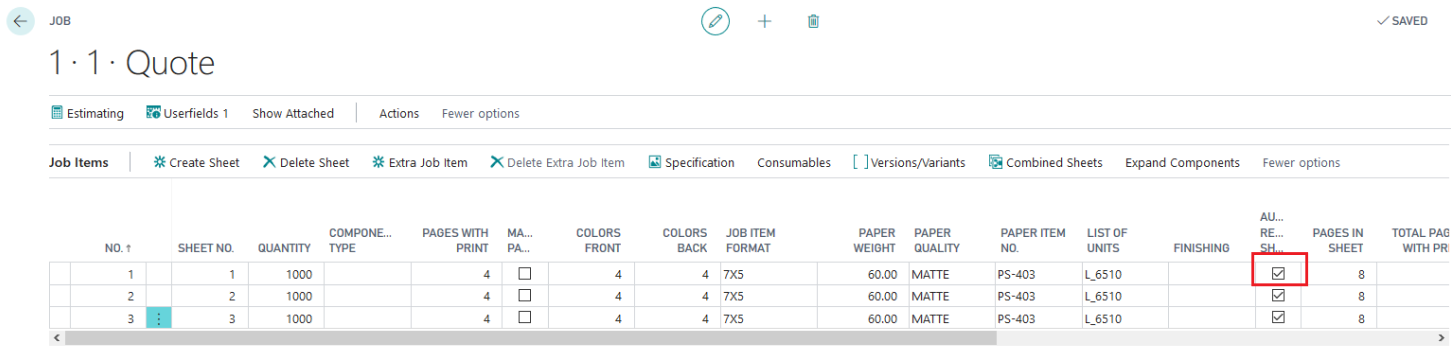 JOB
SAVED
1 · 1 · Quote
Estimating Userfields 1 Show Attached Actions Fewer options
Job Items Create Sheet Delete Sheet Extra Job Item Delete Extra Job Item Specification Consumables [ ] Versions/Variants Combined Sheets Expand Components Fewer options
AU...
COMPONE... PAGES WITH MA... COLORS COLORS JOB ITEM PAPER PAPER PAPER ITEM LIST OF RE... PAGES IN TOTAL PAG
NO. ↑ SHEET NO. QUANTITY TYPE PRINT PA... FRONT BACK FORMAT WEIGHT QUALITY NO. UNITS FINISHING SH... SHEET WITH PRI
1 1 1000 4 4 4 7X5 60.00 MATTE PS-403 L_6510 8
2 2 1000 4 4 4 7X5 60.00 MATTE PS-403 L_6510 8
3 3 1000 4 4 4 7X5 60.00 MATTE PS-403 L_6510 8